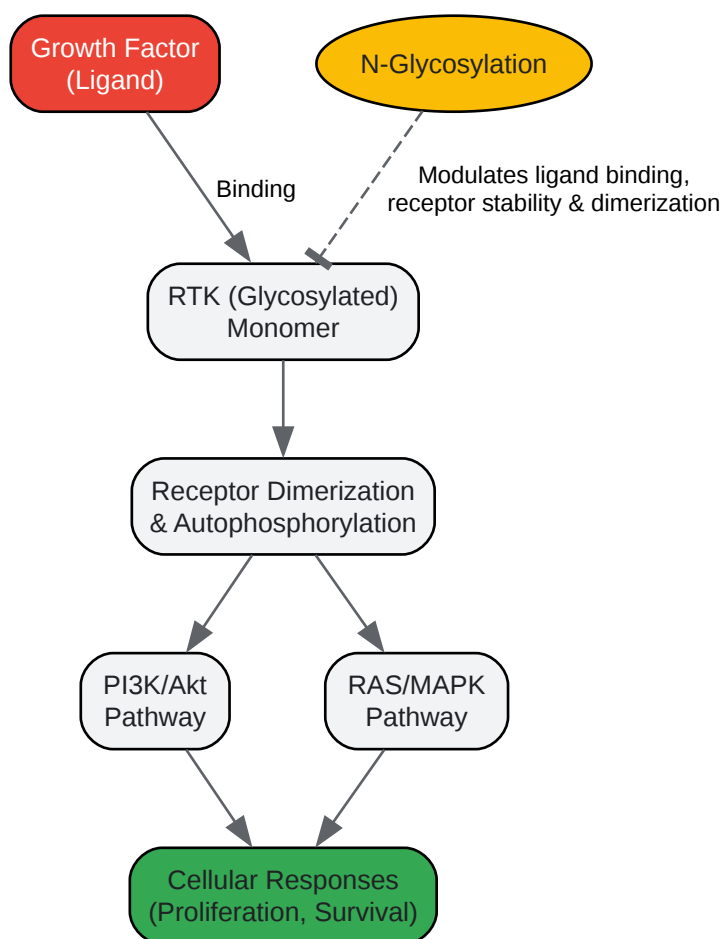 Growth Factor
(Ligand)
N-Glycosylation
Binding
Modulates ligand binding,
receptor stability & dimerization
RTK (Glycosylated)
Monomer
Receptor Dimerization
& Autophosphorylation
PI3K/Akt
Pathway
RAS/MAPK
Pathway
Cellular Responses
(Proliferation, Survival)